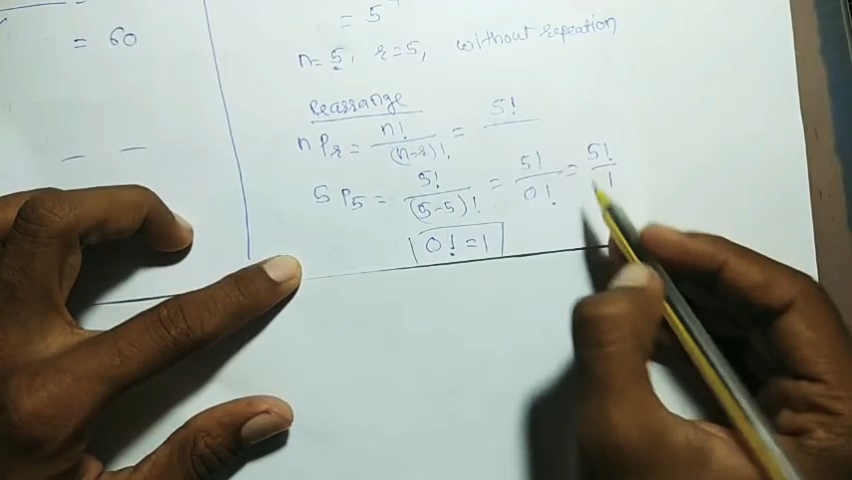 = 60
= 5
n=5, r=5, without repeation
Rearrange
nPr = n!/(n-r)! = 5!
5P5 = 5!/(5-5)! = 5!/0! = 5!/1
0! = 1